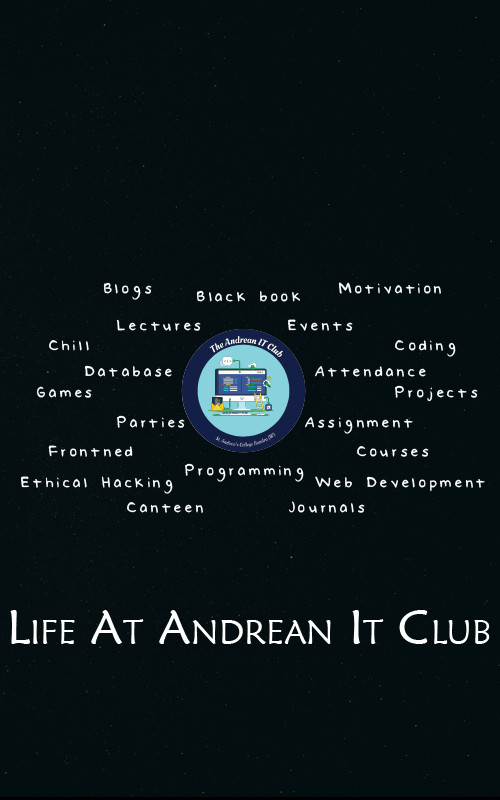 Blogs
Black book
Motivation
Lectures
Events
Chill
Coding
The Andrean IT Club
Database
Attendance
Games
Projects
Parties
Assignment
Frontned
Courses
Programming
Ethical Hacking
Web Development
Canteen
Journals
Life At Andrean It Club